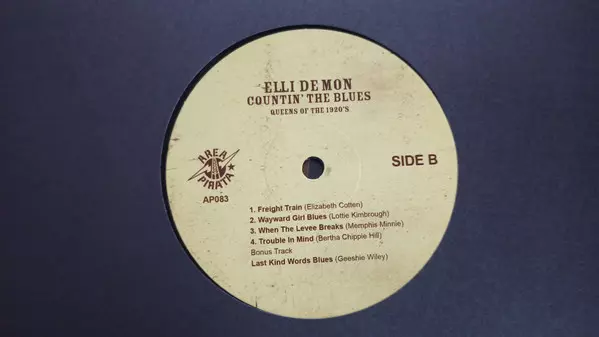 ELLI DE MON
COUNTIN' THE BLUES
QUEENS OF THE 1920'S
AREA
PIRATA
AP083
SIDE B
1. Freight Train (Elizabeth Cotten)
2. Wayward Girl Blues (Lottie Kimbrough)
3. When The Levee Breaks (Memphis Minnie)
4. Trouble In Mind (Bertha Chippie Hill)
Bonus Track
Last Kind Words Blues (Geeshie Wiley)